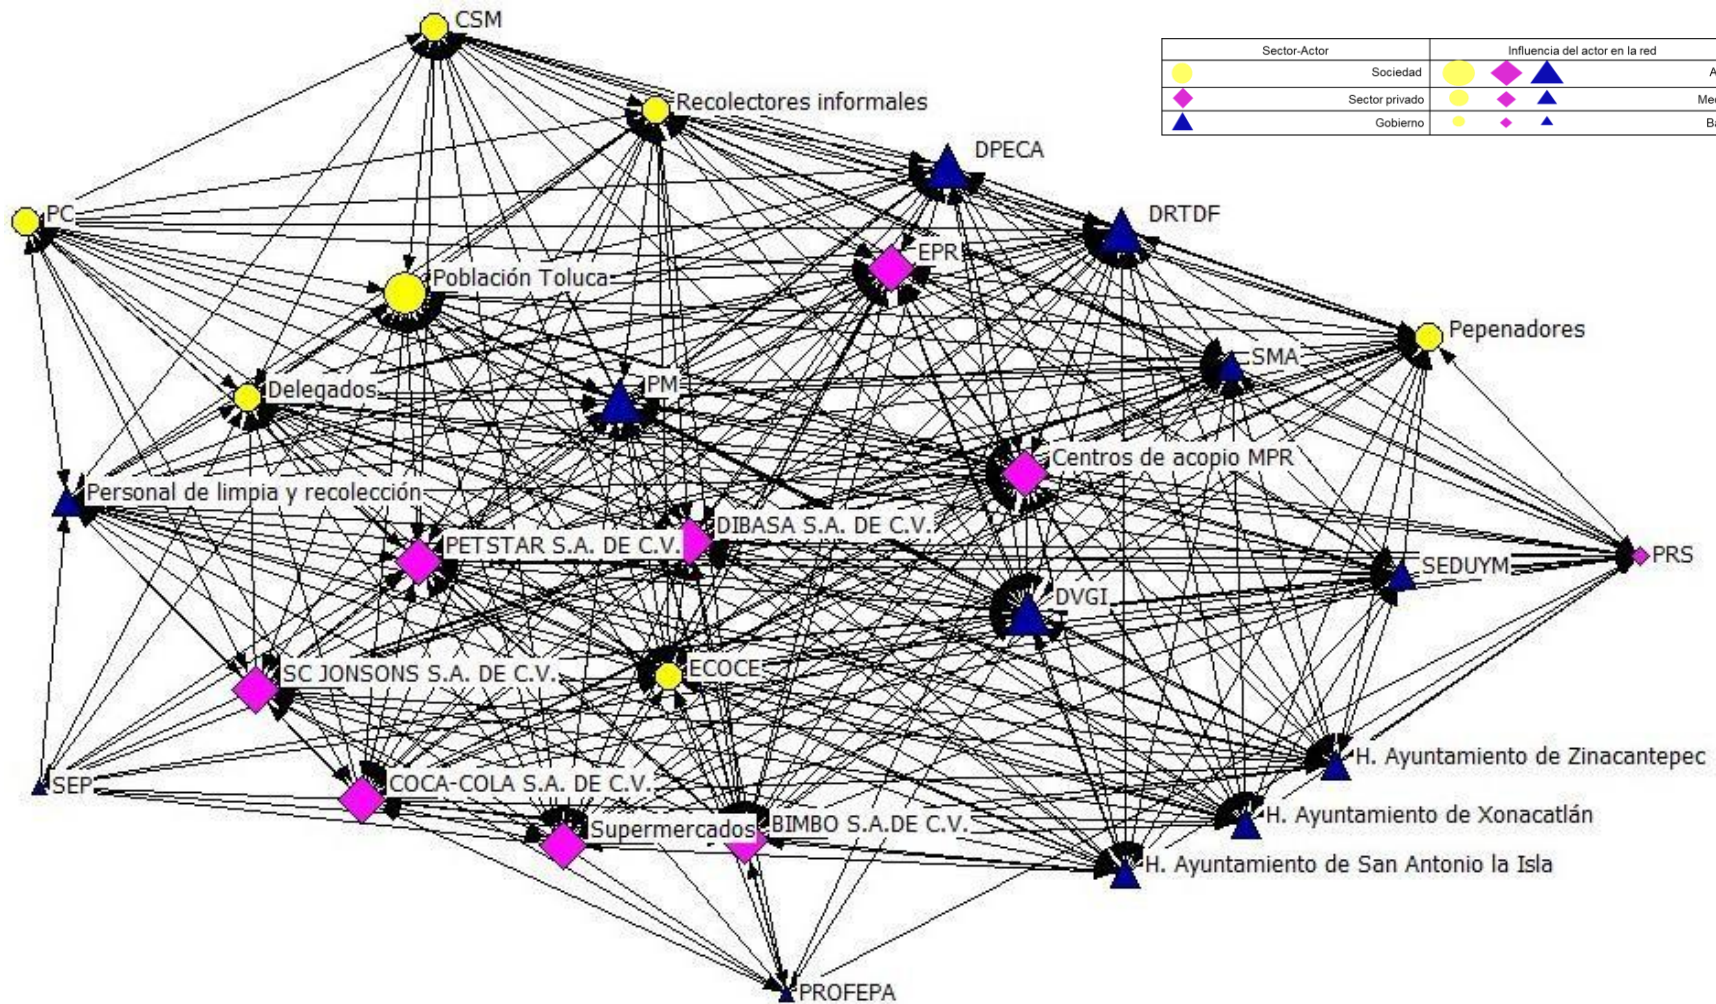 CSM
Sector-Actor
Influencia del actor en la red
Sociedad
A
Sector privado
Gobierno
Recolectores informales
DPECA
PC
DRTDF
EPR
Población Toluca
Pepenadores
SMA
Delegados
PM
Centros de acopio MPR
Personal de limpia y recolección
DIBASA S.A. DE C.V.
PETSTAR S.A. DE C.V.
PRS
SEDUYM
DVGI
SC JONSONS S.A. DE C.V.
ECOCE
H. Ayuntamiento de Zinacantepec
SEP
COCA-COLA S.A. DE C.V.
H. Ayuntamiento de Xonacatlán
Supermercados
BIMBO S.A.DE C.V.
H. Ayuntamiento de San Antonio la Isla
PROFEPA